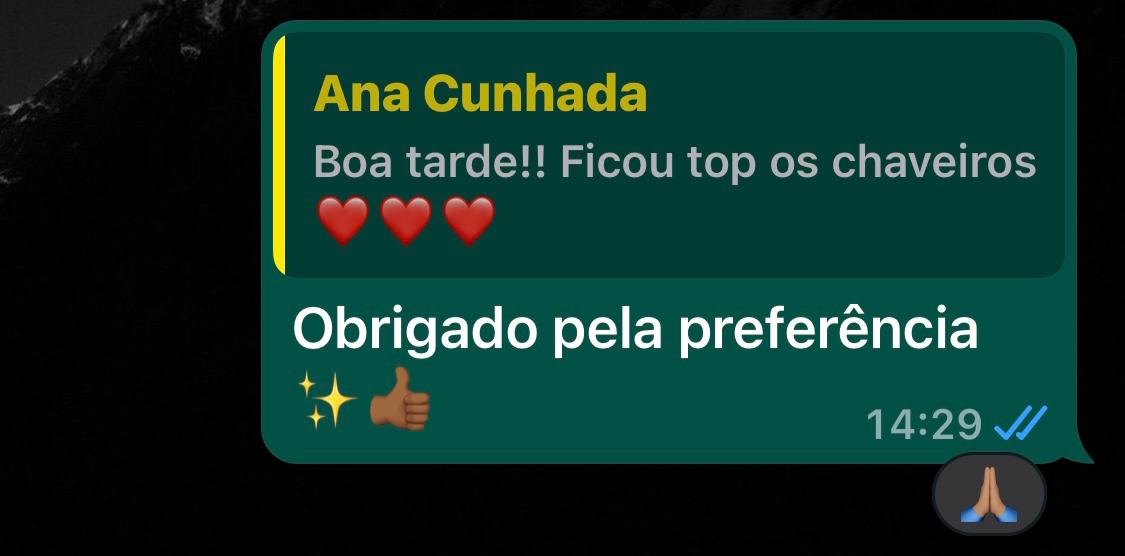 Ana Cunhada
Boa tarde!! Ficou top os chaveiros
❤️❤️❤️
Obrigado pela preferência
✨👍🏾
14:29
🙏🏽